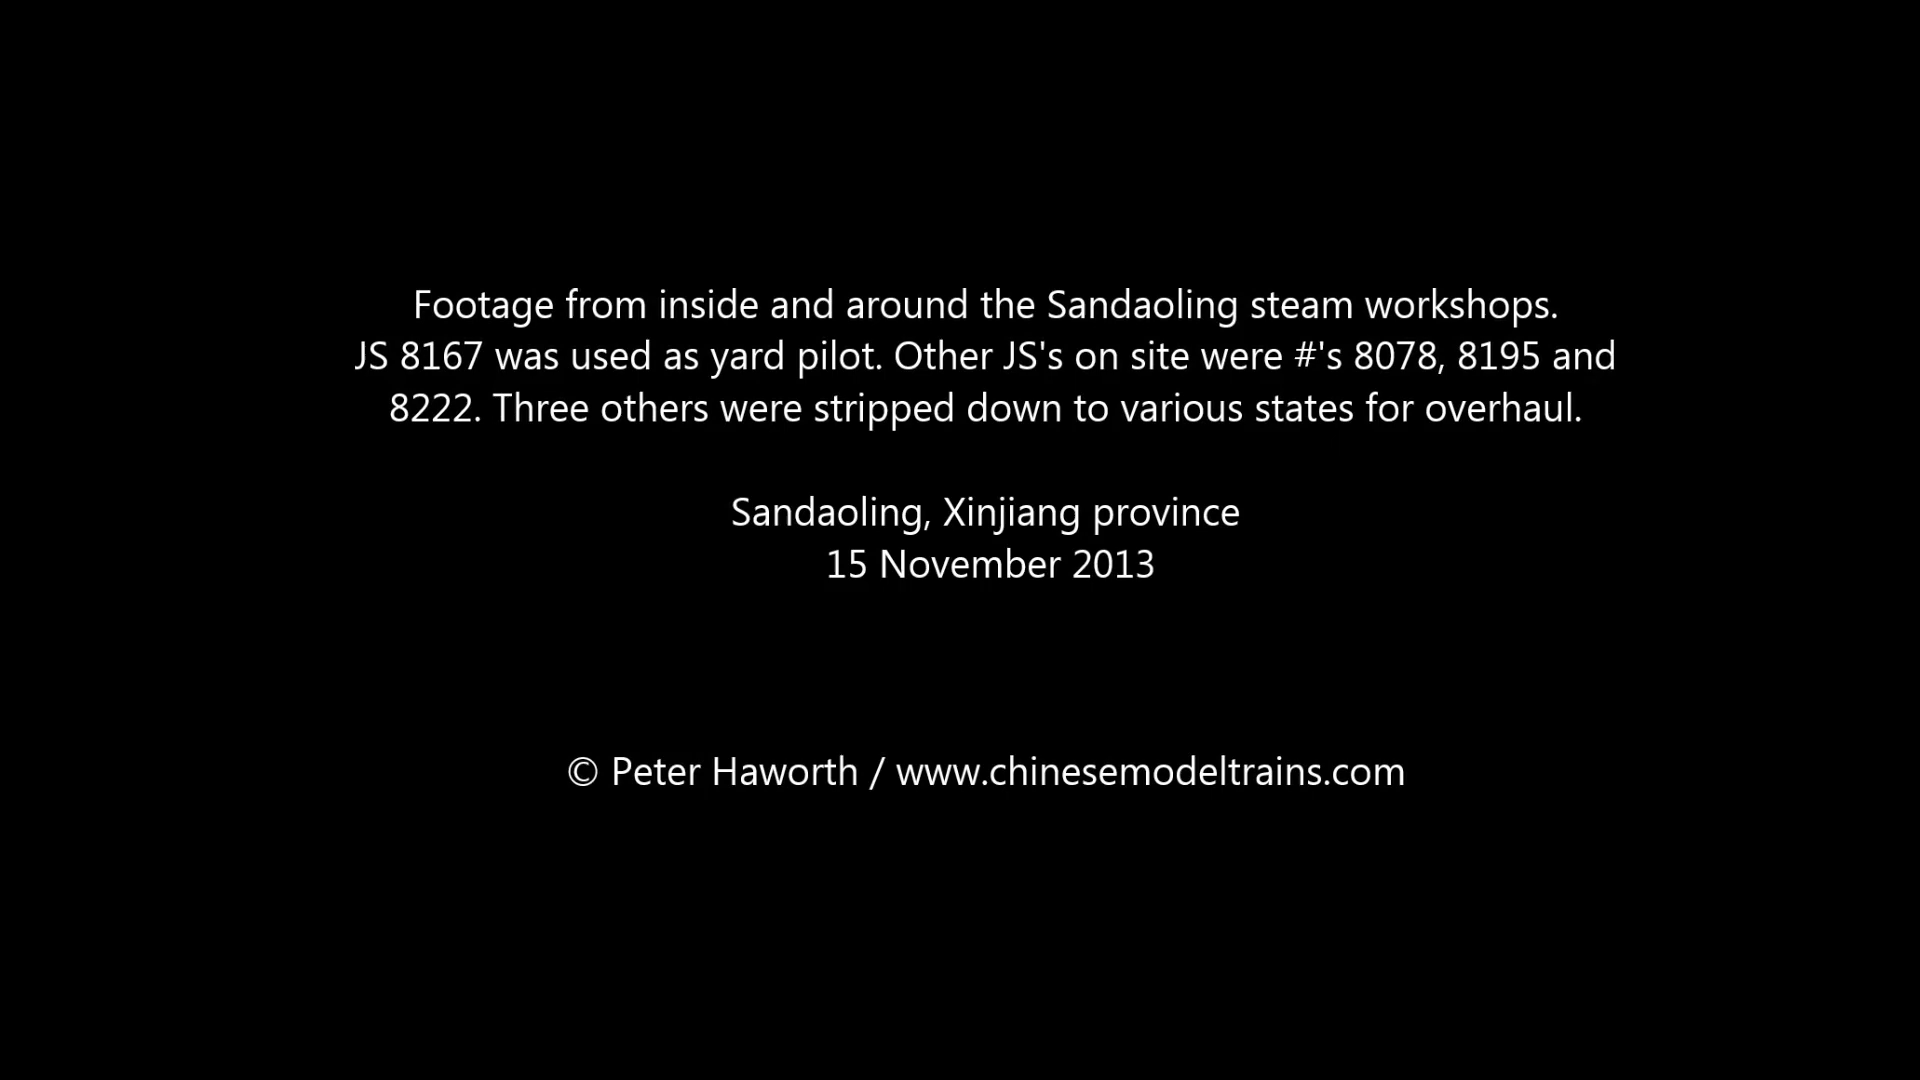 Footage from inside and around the Sandaoling steam workshops.
JS 8167 was used as yard pilot. Other JS's on site were #'s 8078, 8195 and
8222. Three others were stripped down to various states for overhaul.
Sandaoling, Xinjiang province
15 November 2013
© Peter Haworth / www.chinesemodeltrains.com